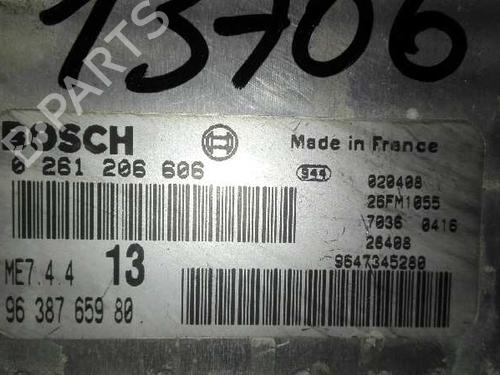 13706
B-PARTS
BOSCH
Made in France
0 261 206 606
944
020408
26FM1055
7036 0416
26408
9647345280
ME7.4.4 13
96 387 659 80